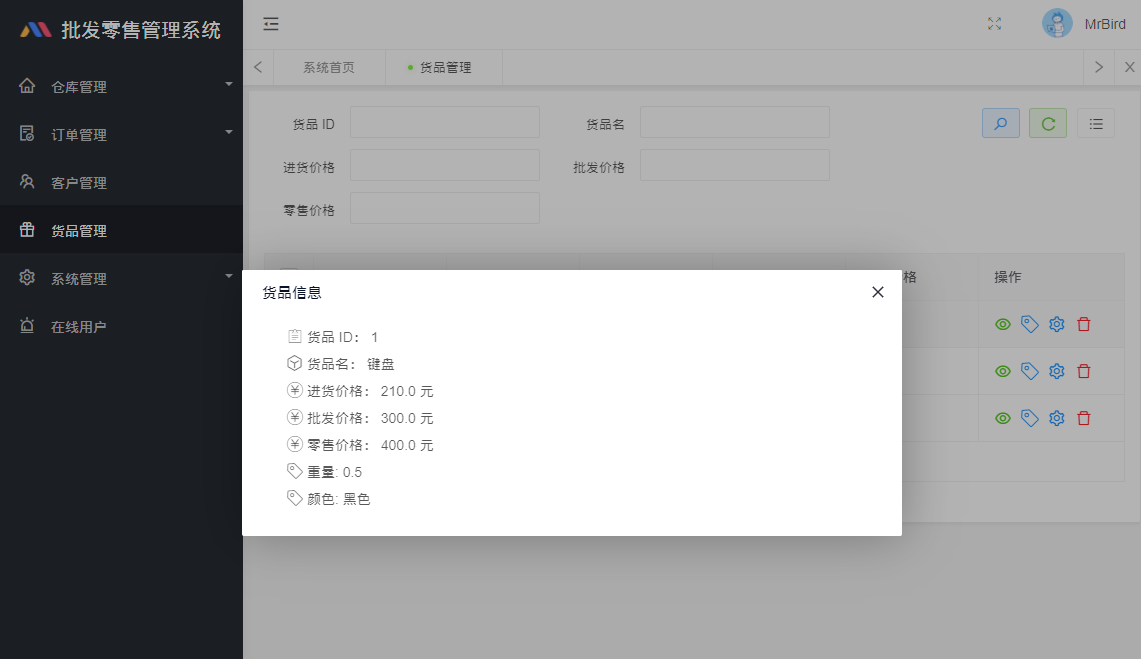 批发零售管理系统
MrBird
仓库管理
订单管理
客户管理
货品管理
系统管理
在线用户
系统首页
货品管理
货品 ID
货品名
进货价格
批发价格
零售价格
格
操作
货品信息
货品 ID： 1
货品名： 键盘
进货价格： 210.0 元
批发价格： 300.0 元
零售价格： 400.0 元
重量: 0.5
颜色: 黑色